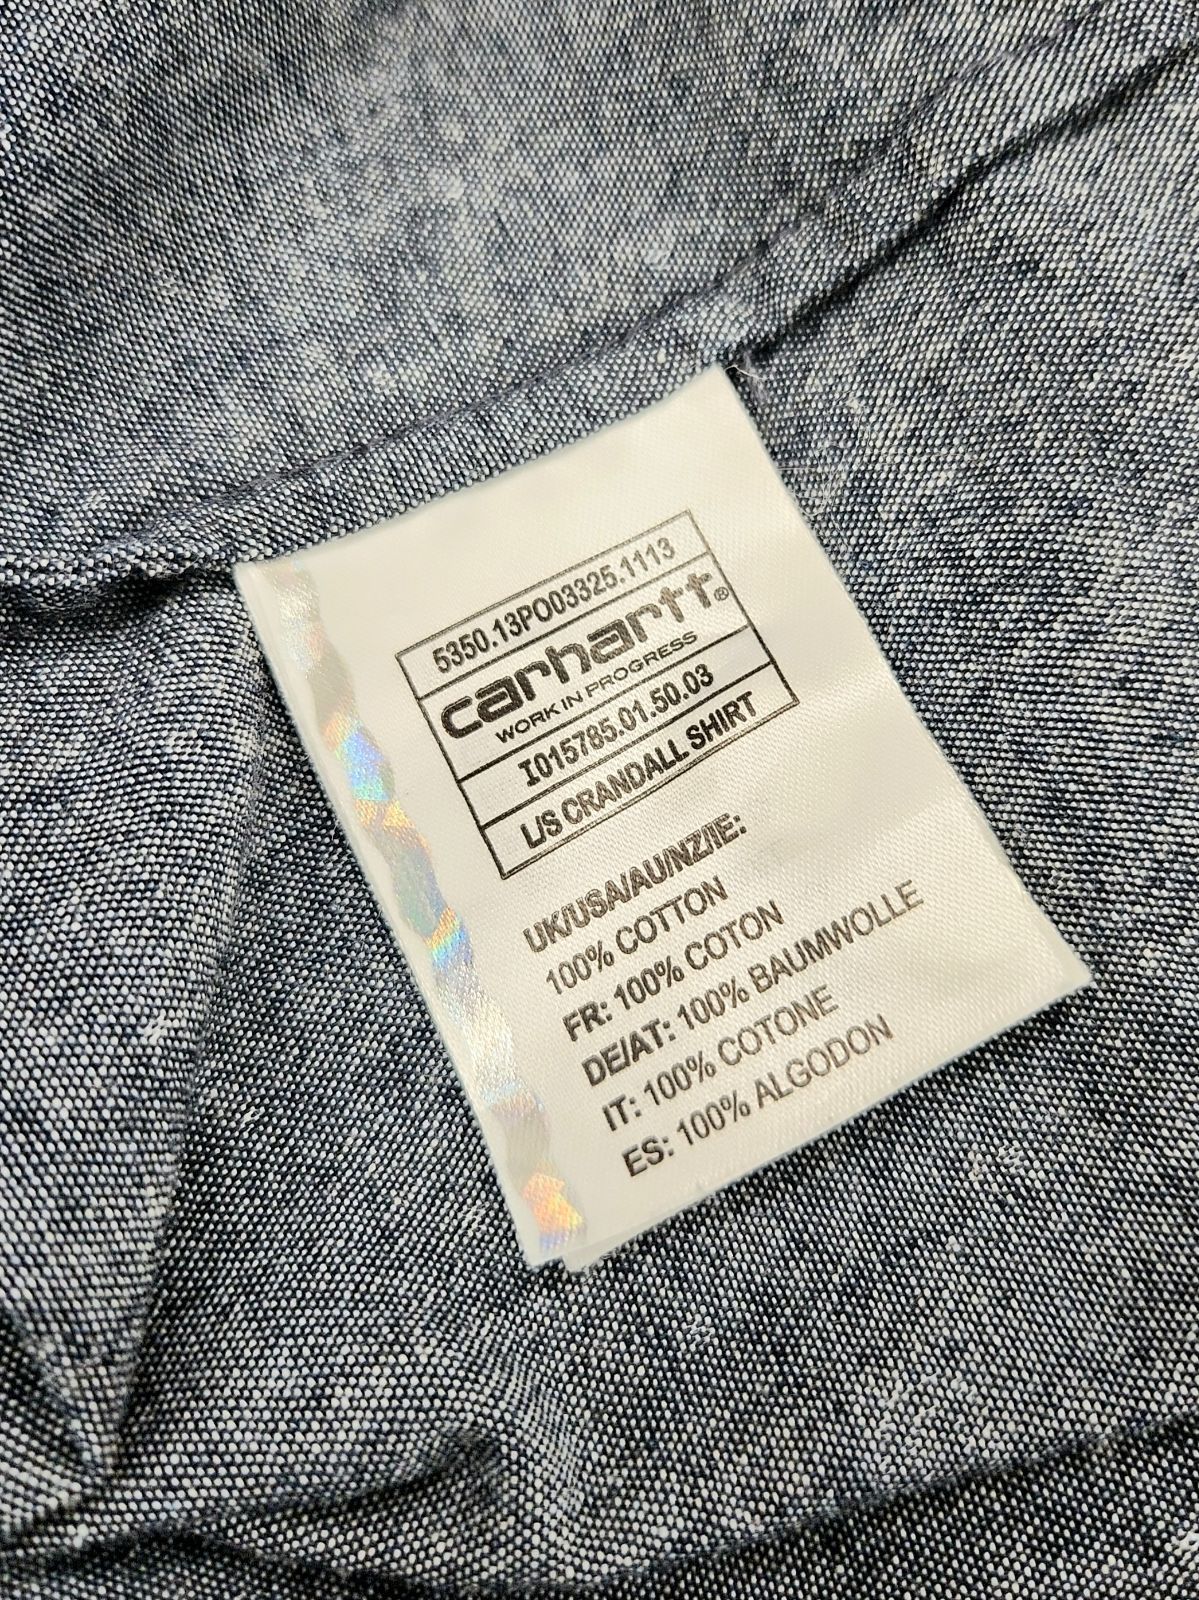 5350.13PO03325.1113
carhartt®
WORK IN PROGRESS
I015785.01.50.03
L/S CRANDALL SHIRT
UK/USA/AU/NZ/IE:
100% COTTON
FR: 100% COTON
DE/AT: 100% BAUMWOLLE
IT: 100% COTONE
ES: 100% ALGODON